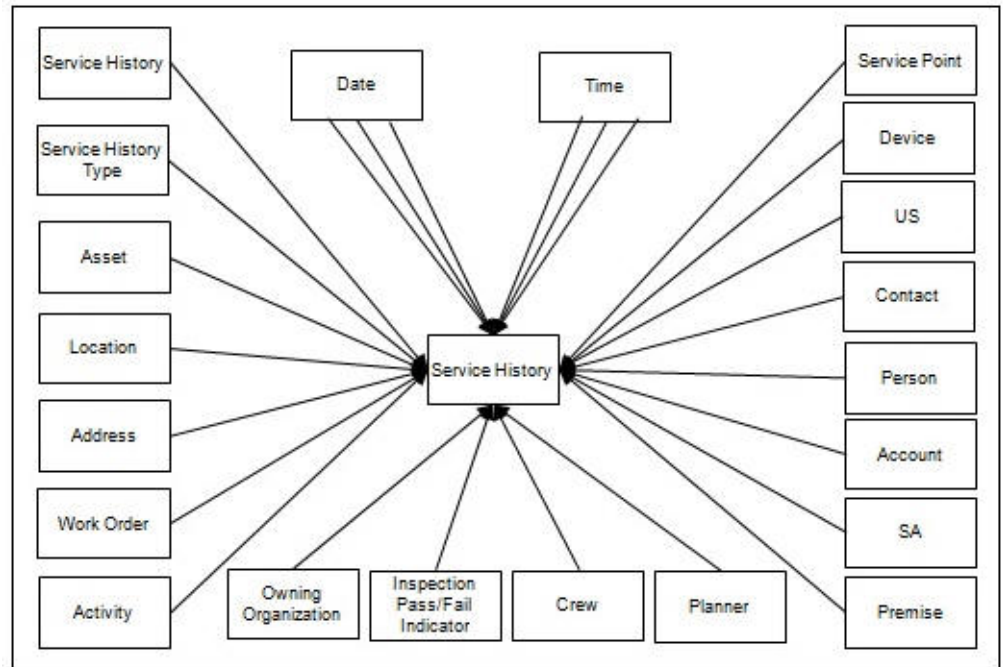 Service History
Date
Time
Service Point
Service History
Type
Device
Asset
US
Location
Contact
Service History
Person
Address
Account
Work Order
SA
Activity
Owning
Organization
Inspection
Pass/Fail
Indicator
Crew
Planner
Premise